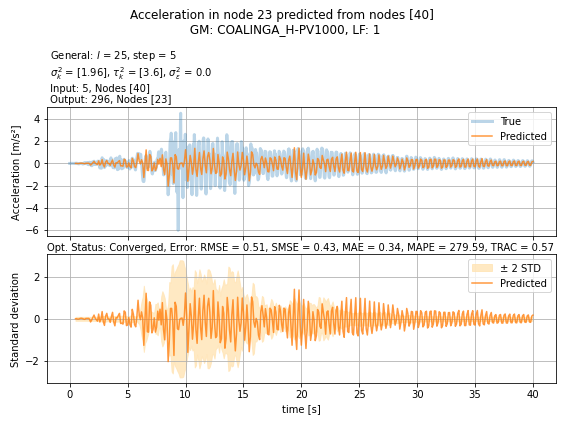 Acceleration in node 23 predicted from nodes [40]
GM: COALINGA_H-PV1000, LF: 1
General: l = 25, step = 5
σ²ₖ = [1.96], τ²ₖ = [3.6], σ²ε = 0.0
Input: 5, Nodes [40]
Output: 296, Nodes [23]
4
2
0
−2
−4
−6
Acceleration [m/s²]
True
Predicted
Opt. Status: Converged, Error: RMSE = 0.51, SMSE = 0.43, MAE = 0.34, MAPE = 279.59, TRAC = 0.57
2
0
−2
Standard deviation
± 2 STD
Predicted
0 5 10 15 20 25 30 35 40
time [s]